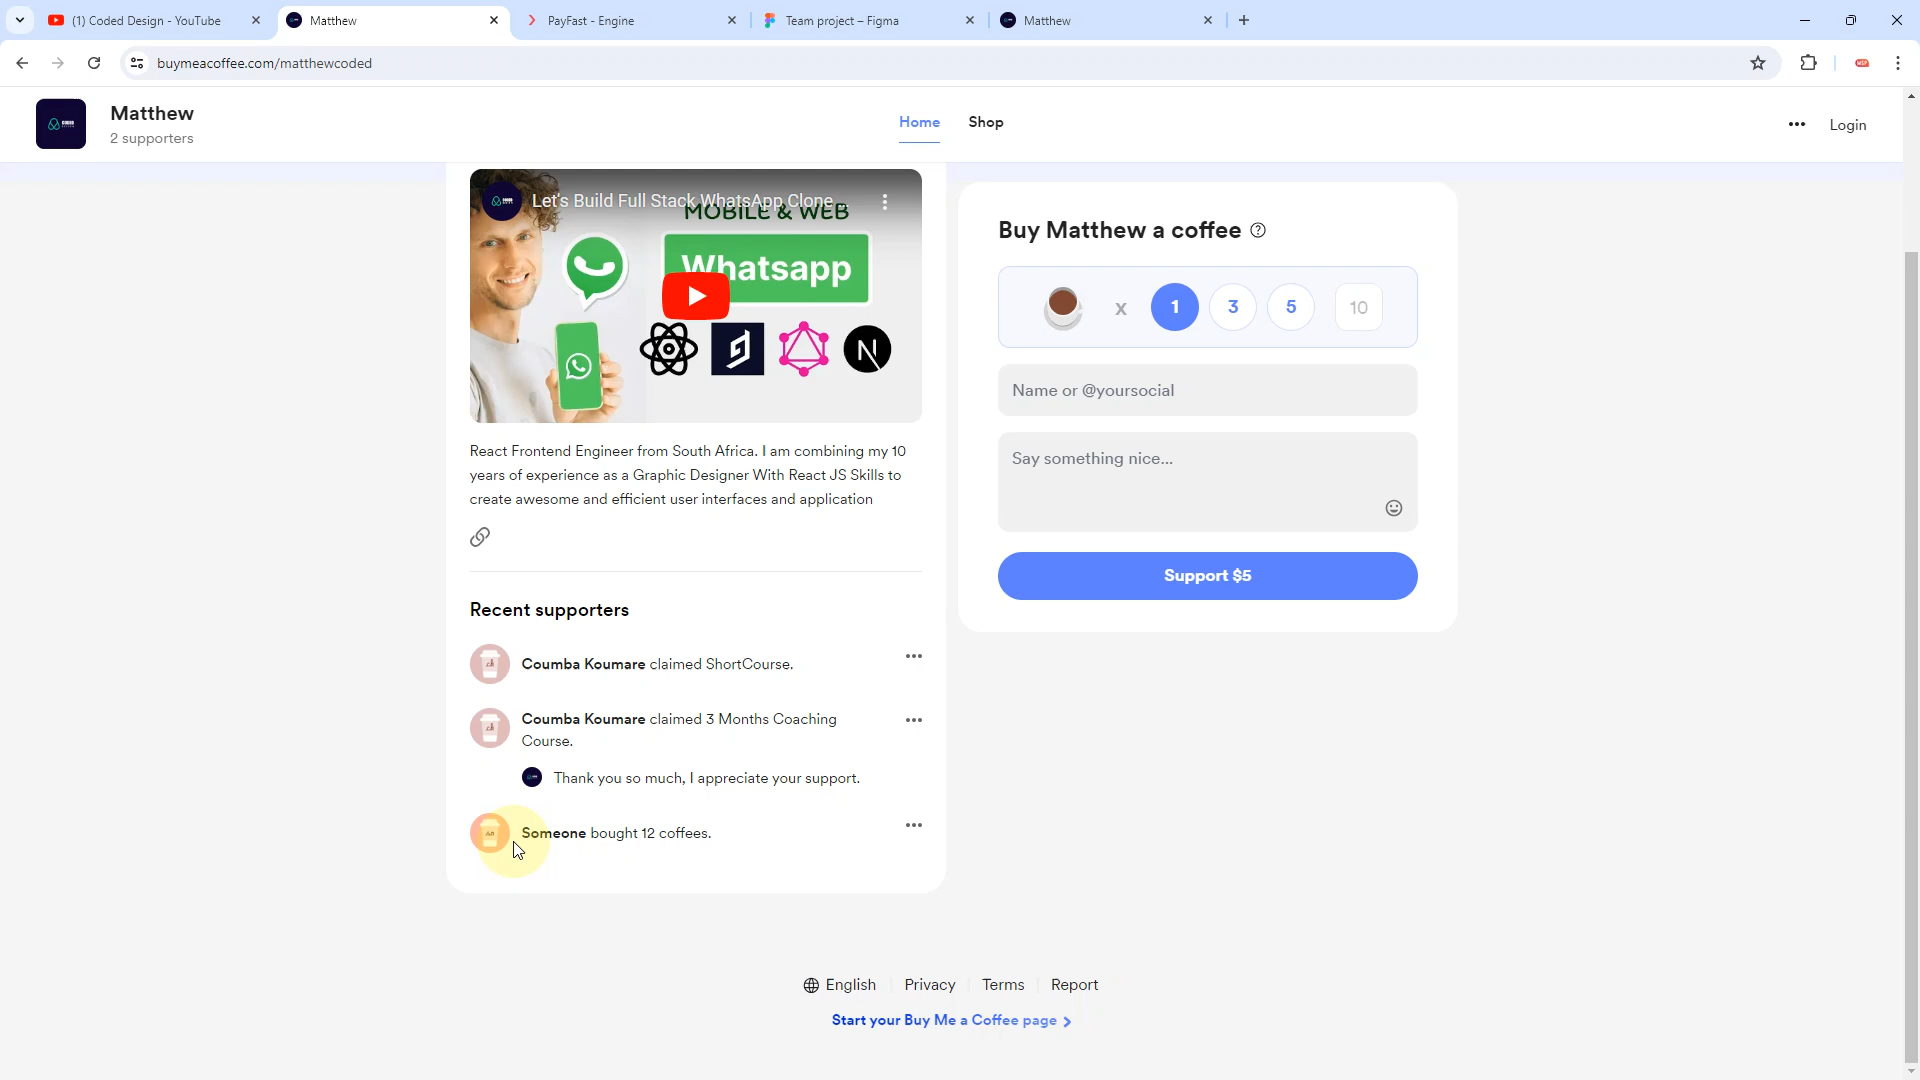 (1) Coded Design - YouTube
Matthew
PayFast - Engine
Team project – Figma
Matthew
buymeacoffee.com/matthewcoded
Matthew
2 supporters
Home
Shop
Login
Let's Build Full Stack WhatsApp Clone ...
MOBILE & WEB
Whatsapp
React Frontend Engineer from South Africa. I am combining my 10
years of experience as a Graphic Designer With React JS Skills to
create awesome and efficient user interfaces and application
Recent supporters
Coumba Koumare claimed ShortCourse.
Coumba Koumare claimed 3 Months Coaching
Course.
Thank you so much, I appreciate your support.
Someone bought 12 coffees.
Buy Matthew a coffee
x 1 3 5 10
Name or @yoursocial
Say something nice...
Support $5
English Privacy Terms Report
Start your Buy Me a Coffee page